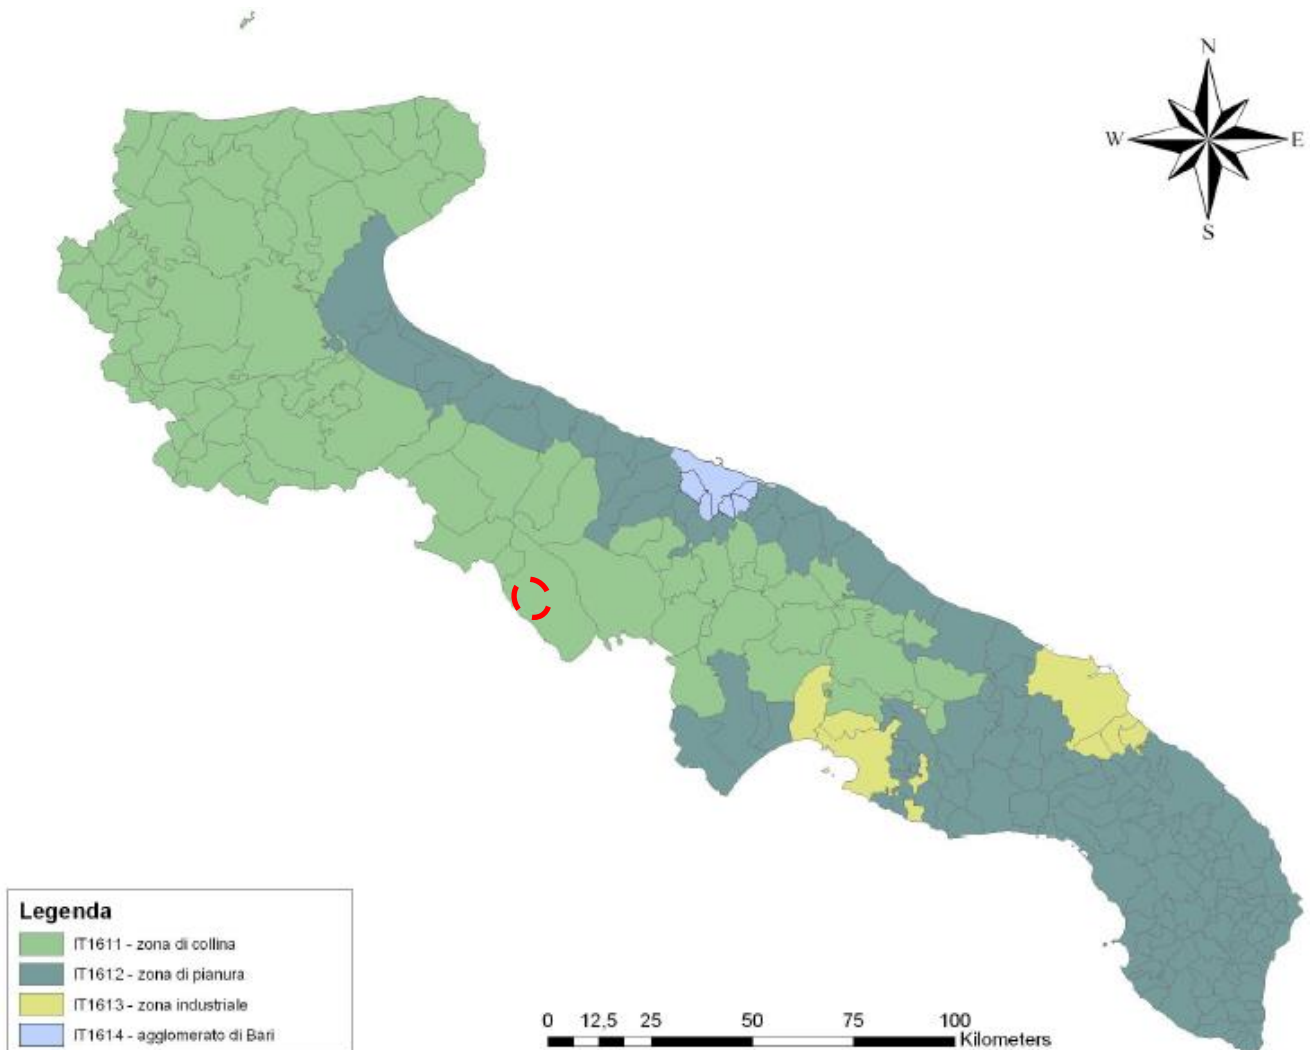 N
W E
S
Legenda
IT1611 - zona di collina
IT1612 - zona di pianura
IT1613 - zona industriale
IT1614 - agglomerato di Bari
0 12,5 25 50 75 100
Kilometers